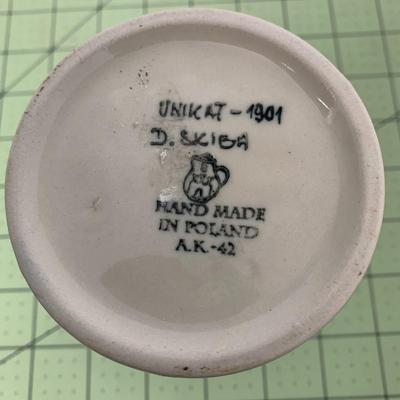 UNIKAT - 1901
D. SKIBA
HAND MADE
IN POLAND
A.K.-42